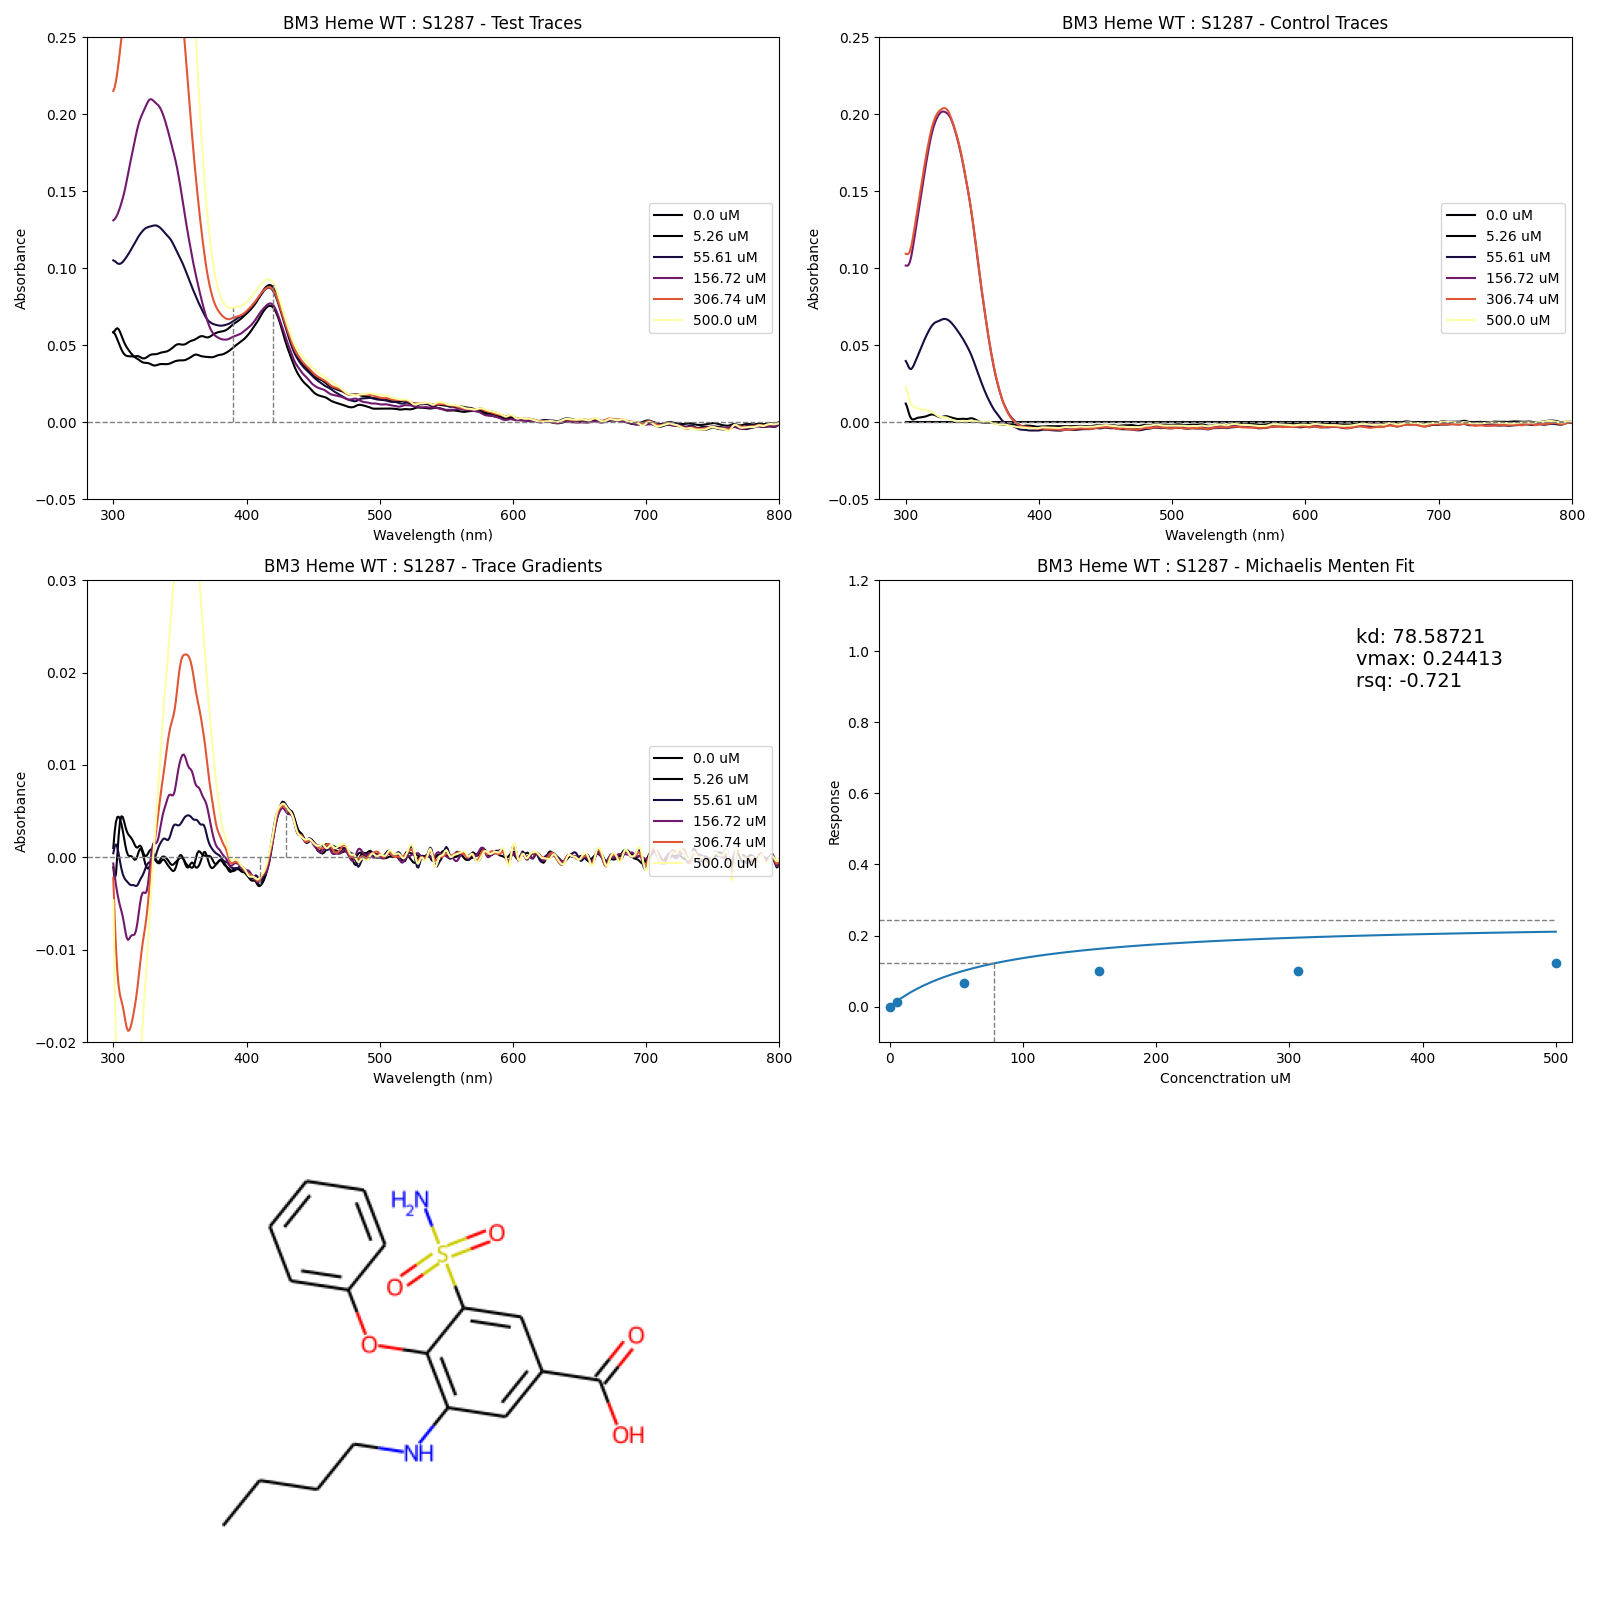 BM3 Heme WT : S1287 - Test Traces
0.25
0.20
0.15
0.10
0.05
0.00
−0.05
Absorbance
300 400 500 600 700 800
Wavelength (nm)
0.0 uM
5.26 uM
55.61 uM
156.72 uM
306.74 uM
500.0 uM
BM3 Heme WT : S1287 - Control Traces
0.25
0.20
0.15
0.10
0.05
0.00
−0.05
Absorbance
300 400 500 600 700 800
Wavelength (nm)
0.0 uM
5.26 uM
55.61 uM
156.72 uM
306.74 uM
500.0 uM
BM3 Heme WT : S1287 - Trace Gradients
0.03
0.02
0.01
0.00
−0.01
−0.02
Absorbance
300 400 500 600 700 800
Wavelength (nm)
0.0 uM
5.26 uM
55.61 uM
156.72 uM
306.74 uM
500.0 uM
BM3 Heme WT : S1287 - Michaelis Menten Fit
1.2
1.0
0.8
0.6
0.4
0.2
0.0
Response
0 100 200 300 400 500
Concenctration uM
kd: 78.58721
vmax: 0.24413
rsq: -0.721
H2N
O
S
O
O
O
OH
NH